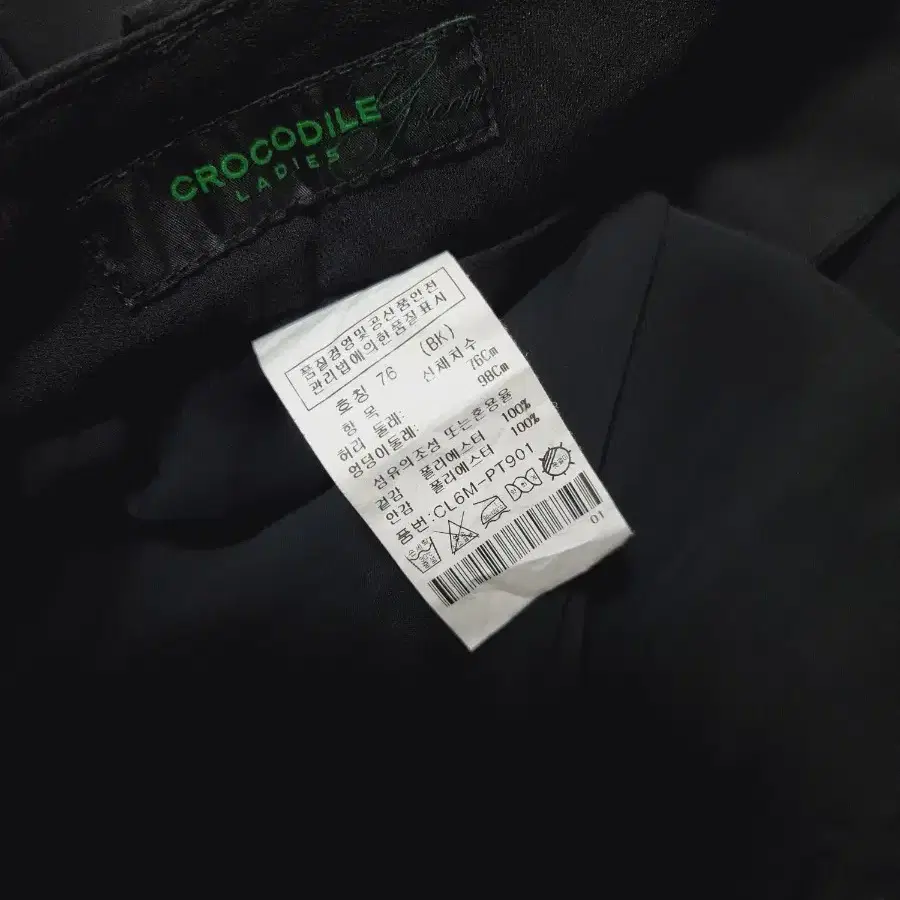 CROCODILE
LADIES
Green
품질경영및공산품안전
관리법에의한품질표시
호칭 76 (BK)
항 목 신체치수
허리 둘레: 76Cm
엉덩이둘레: 98Cm
섬유의조성 또는혼용율
겉감 폴리에스터 100%
안감 폴리에스터 100%
품번:CL6M-PT901
01